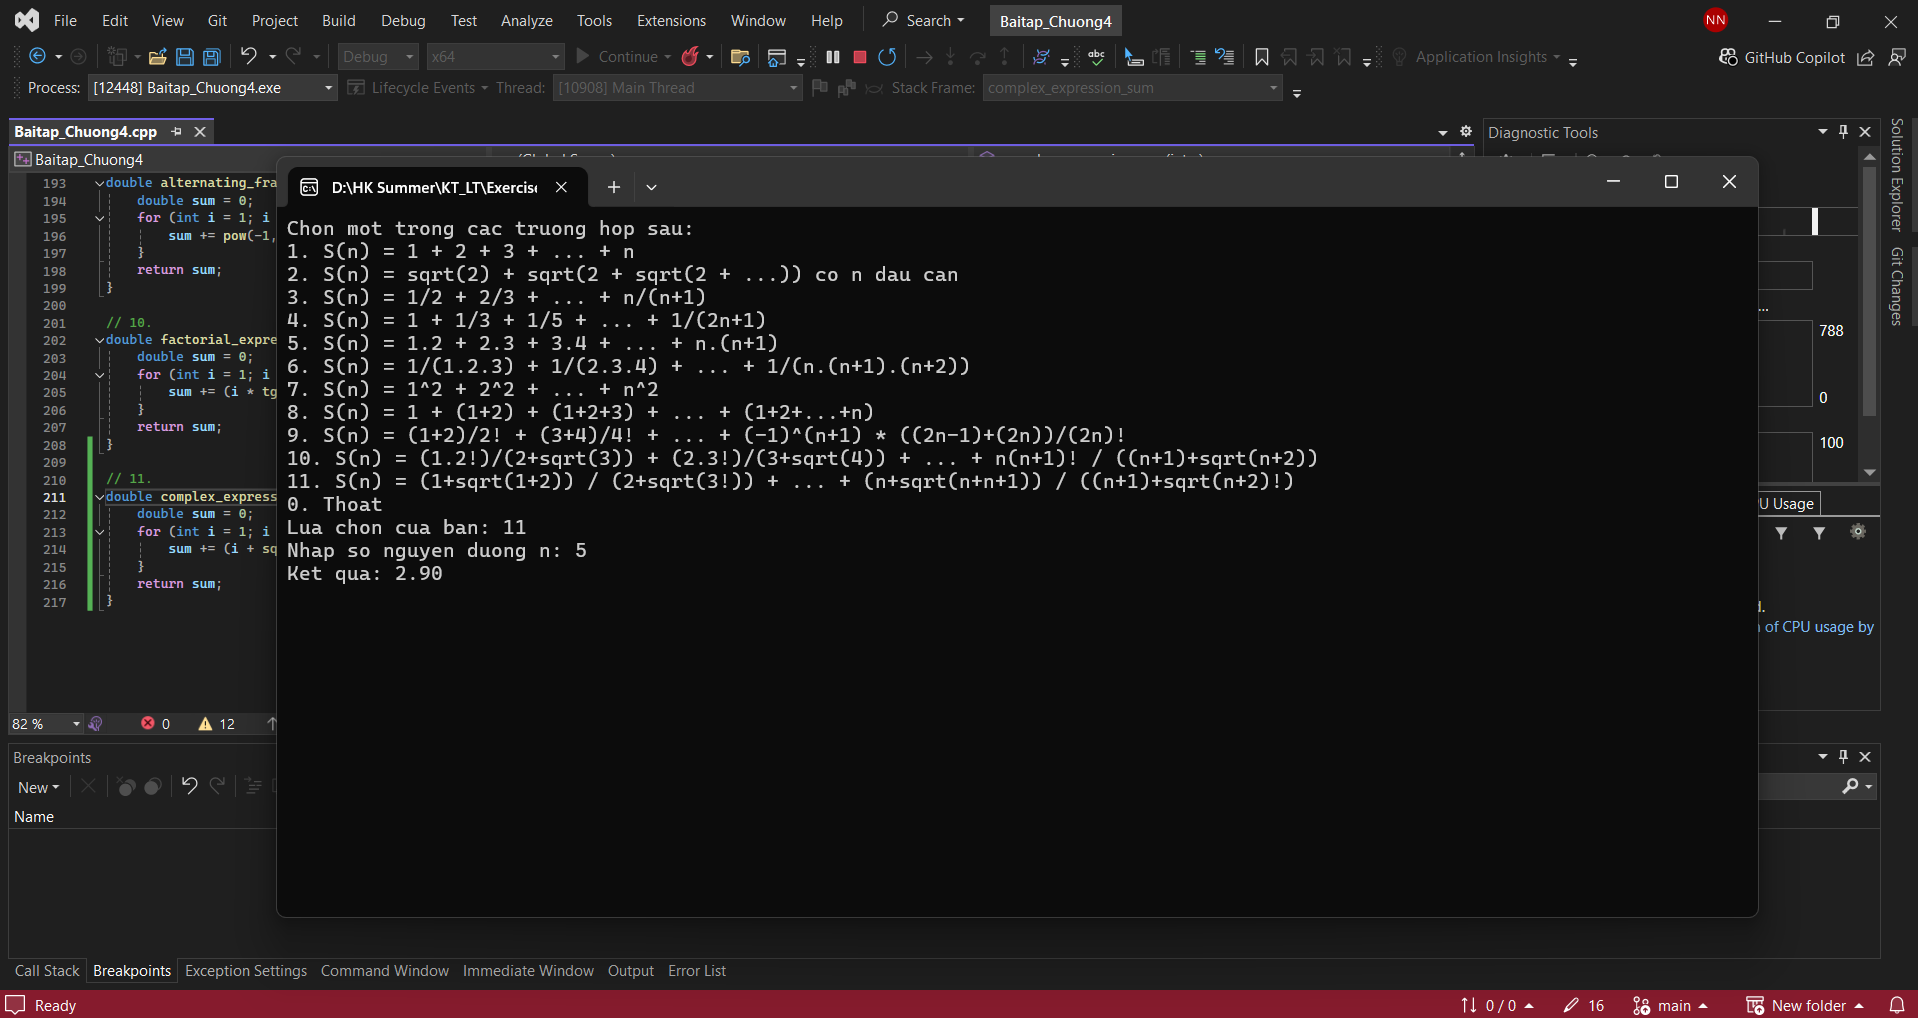 File Edit View Git Project Build Debug Test Analyze Tools Extensions Window Help Search Baitap_Chuong4 NN
Debug x64 Continue Application Insights GitHub Copilot
Process: [12448] Baitap_Chuong4.exe Lifecycle Events Thread: [10908] Main Thread Stack Frame: complex_expression_sum
Baitap_Chuong4.cpp
Baitap_Chuong4
Diagnostic Tools
Solution Explorer
Git Changes
193 double alternating_fra
194 double sum = 0;
195 for (int i = 1; i
196 sum += pow(-1,
197 }
198 return sum;
199 }
200
201 // 10.
202 double factorial_expre
203 double sum = 0;
204 for (int i = 1; i
205 sum += (i * tg
206 }
207 return sum;
208 }
209
210 // 11.
211 double complex_express
212 double sum = 0;
213 for (int i = 1; i
214 sum += (i + sq
215 }
216 return sum;
217 }
D:\HK Summer\KT_LT\Exercis
Chon mot trong cac truong hop sau:
1. S(n) = 1 + 2 + 3 + ... + n
2. S(n) = sqrt(2) + sqrt(2 + sqrt(2 + ...)) co n dau can
3. S(n) = 1/2 + 2/3 + ... + n/(n+1)
4. S(n) = 1 + 1/3 + 1/5 + ... + 1/(2n+1)
5. S(n) = 1.2 + 2.3 + 3.4 + ... + n.(n+1)
6. S(n) = 1/(1.2.3) + 1/(2.3.4) + ... + 1/(n.(n+1).(n+2))
7. S(n) = 1^2 + 2^2 + ... + n^2
8. S(n) = 1 + (1+2) + (1+2+3) + ... + (1+2+...+n)
9. S(n) = (1+2)/2! + (3+4)/4! + ... + (-1)^(n+1) * ((2n-1)+(2n))/(2n)!
10. S(n) = (1.2!)/(2+sqrt(3)) + (2.3!)/(3+sqrt(4)) + ... + n(n+1)! / ((n+1)+sqrt(n+2))
11. S(n) = (1+sqrt(1+2)) / (2+sqrt(3!)) + ... + (n+sqrt(n+n+1)) / ((n+1)+sqrt(n+2)!)
0. Thoat
Lua chon cua ban: 11
Nhap so nguyen duong n: 5
Ket qua: 2.90
...
788
0
100
U Usage
d.
of CPU usage by
82 % 0 12
Breakpoints
New
Name
Call Stack Breakpoints Exception Settings Command Window Immediate Window Output Error List
Ready 0 / 0 16 main New folder